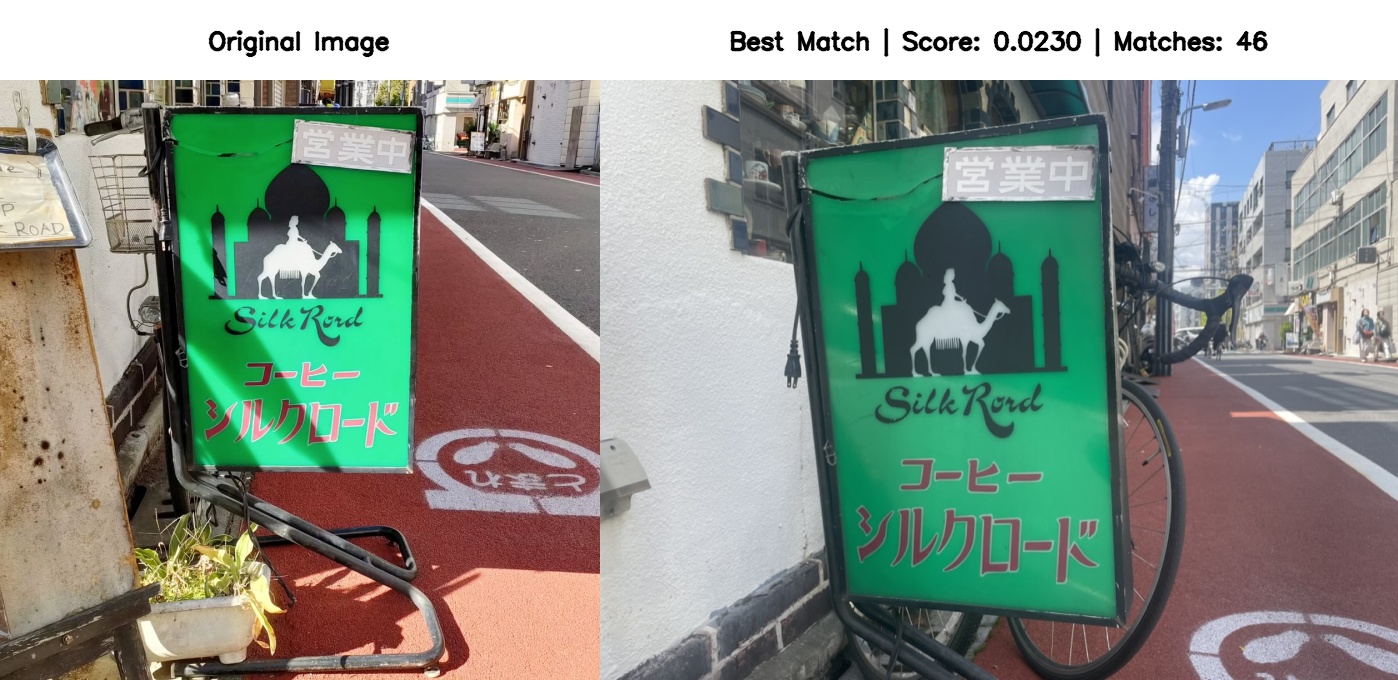 Original Image
Best Match | Score: 0.0230 | Matches: 46
営業中
Silk Rord
コーヒー
シルクロード
P
ROAD
とまれ
営業中
Silk Rord
コーヒー
シルクロード